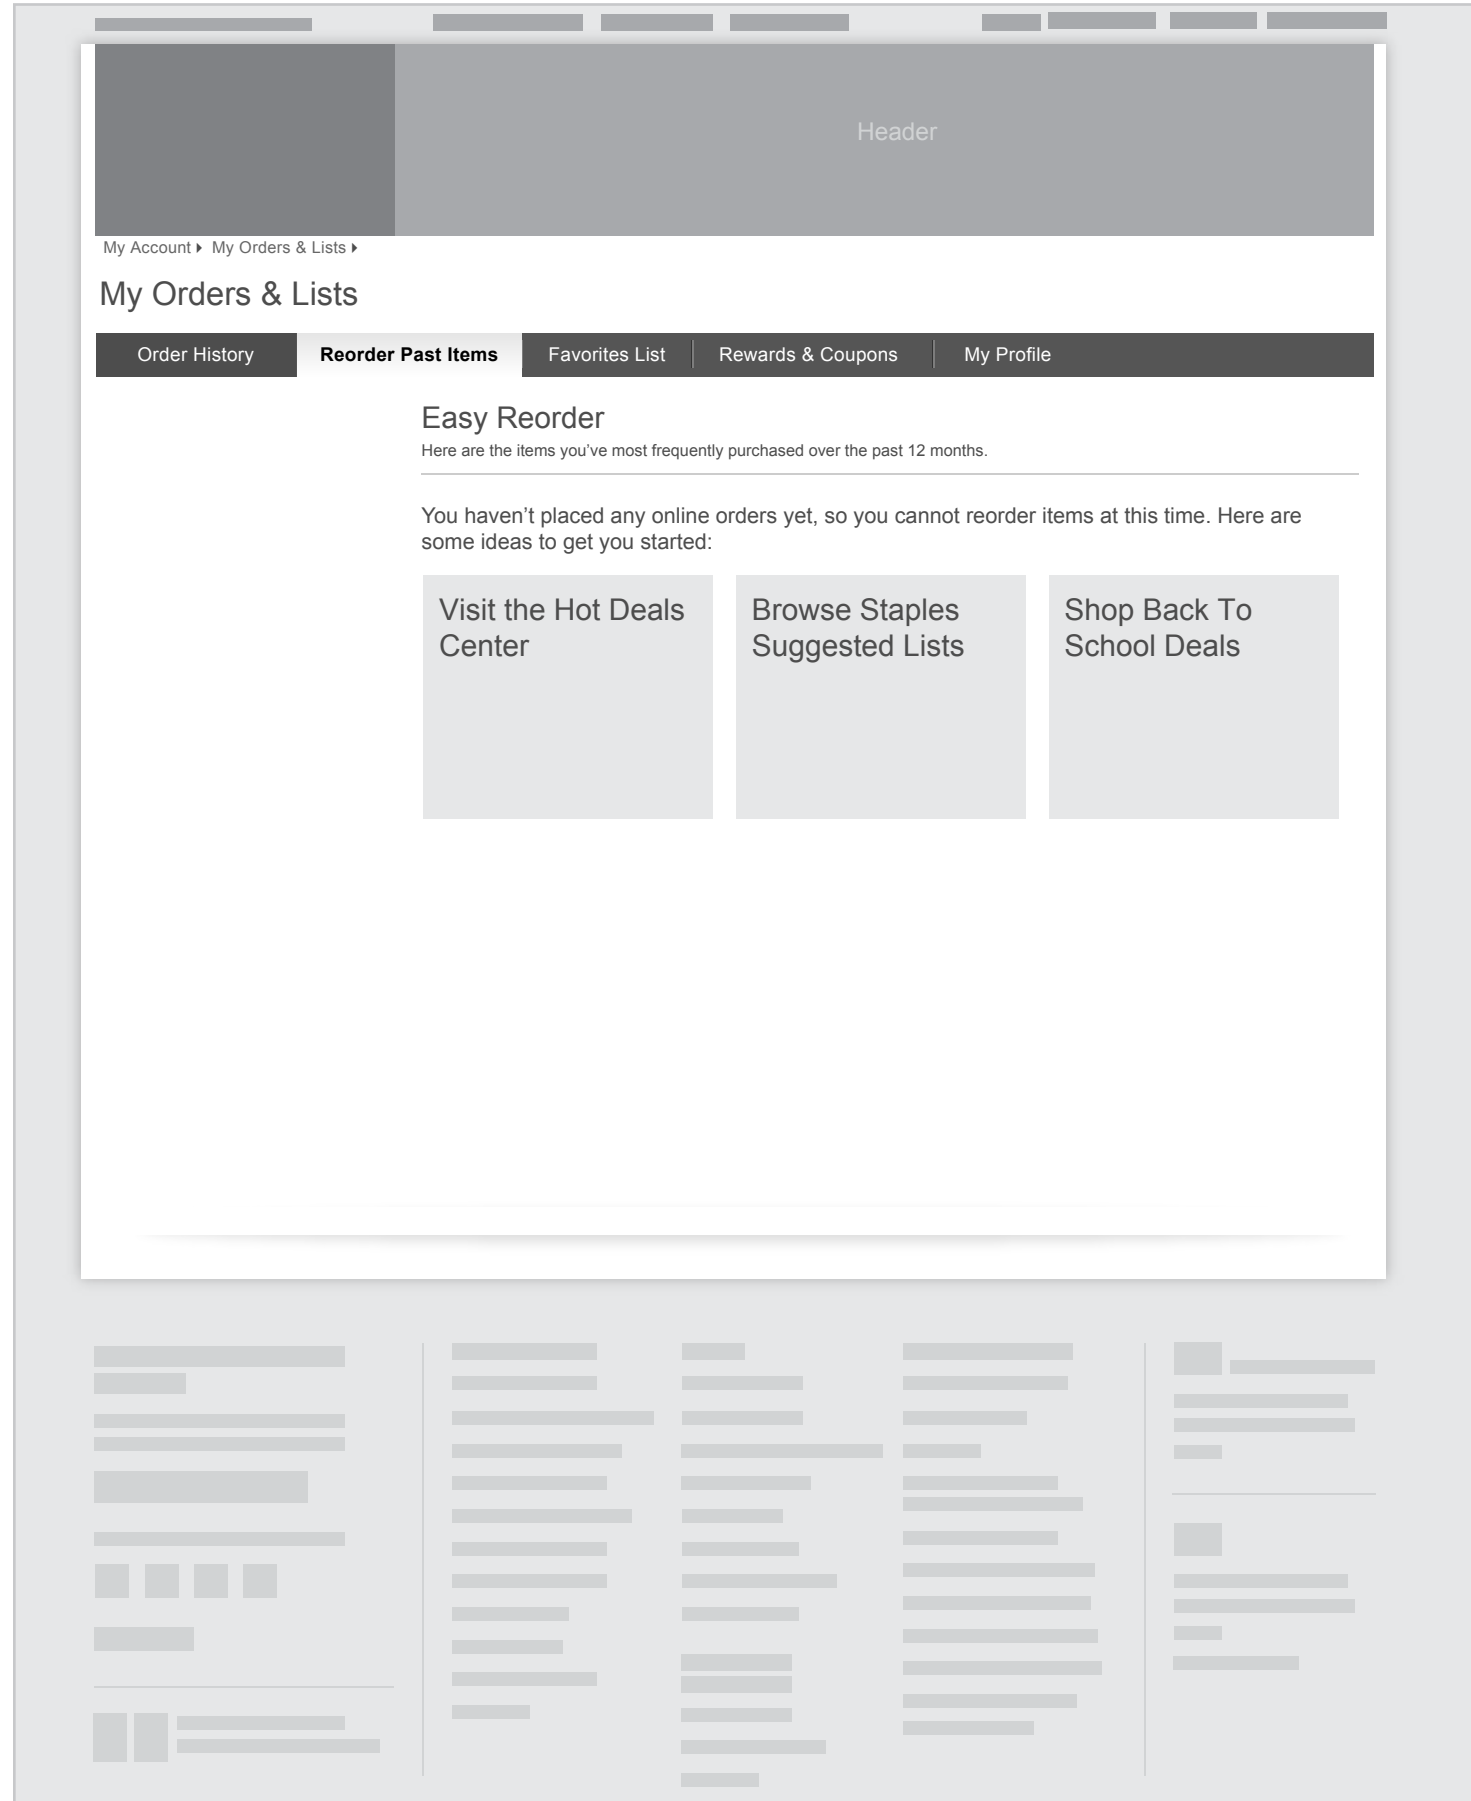 Header
My Account My Orders & Lists
My Orders & Lists
Order History Reorder Past Items Favorites List Rewards & Coupons My Profile
Easy Reorder
Here are the items you’ve most frequently purchased over the past 12 months.
You haven’t placed any online orders yet, so you cannot reorder items at this time. Here are
some ideas to get you started:
Visit the Hot Deals
Center
Browse Staples
Suggested Lists
Shop Back To
School Deals